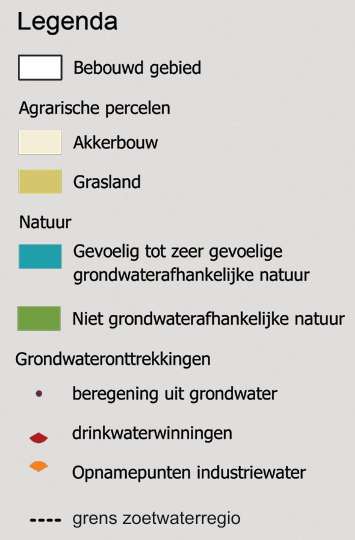 Legenda
Bebouwd gebied
Agrarische percelen
Akkerbouw
Grasland
Natuur
Gevoelig tot zeer gevoelige
grondwaterafhankelijke natuur
Niet grondwaterafhankelijke natuur
Grondwateronttrekkingen
beregening uit grondwater
drinkwaterwinningen
Opnamepunten industriewater
grens zoetwaterregio